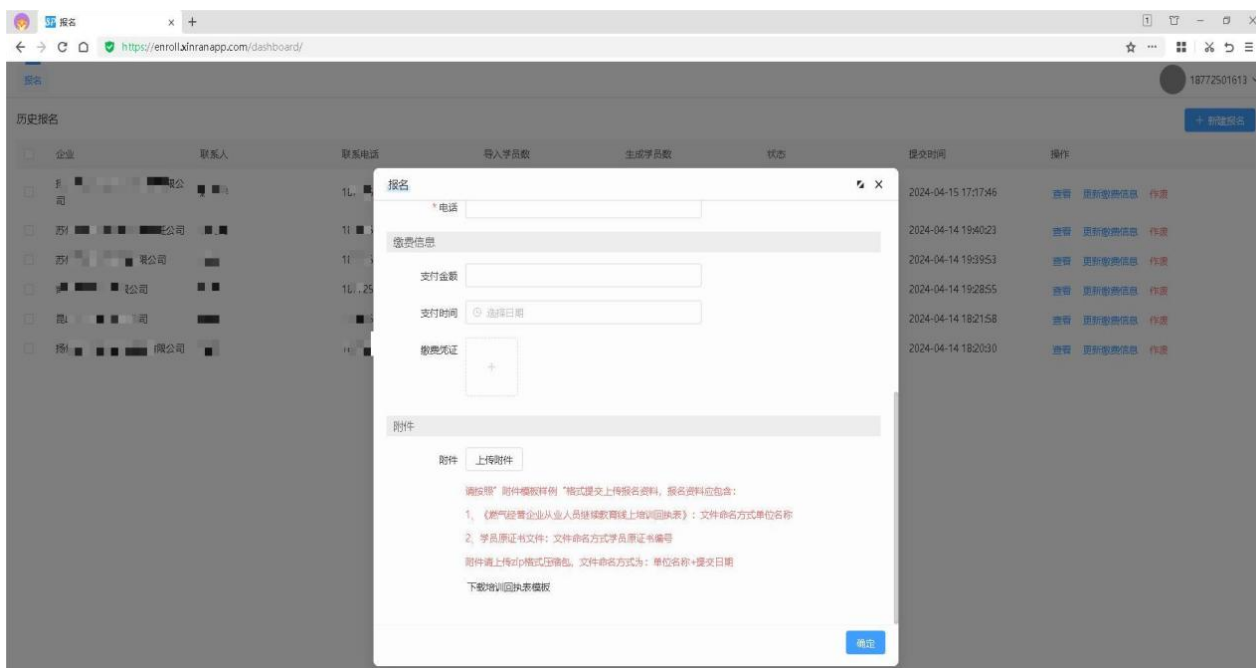 报名
https://enroll.xinranapp.com/dashboard/
报名
18772501613
历史报名
+ 新建报名
企业 联系人 联系电话 导入学员数 生成学员数 状态 提交时间 操作
2024-04-15 17:17:46 查看 更新缴费信息 作废
公司 2024-04-14 19:40:23 查看 更新缴费信息 作废
限公司 2024-04-14 19:39:53 查看 更新缴费信息 作废
公司 2024-04-14 19:28:55 查看 更新缴费信息 作废
司 2024-04-14 18:21:58 查看 更新缴费信息 作废
限公司 2024-04-14 18:20:30 查看 更新缴费信息 作废
报名
* 电话
缴费信息
支付金额
支付时间 选择日期
缴费凭证
附件
附件 上传附件
请按照”附件模板样例“格式提交上传报名资料，报名资料应包含：
1、《燃气经营企业从业人员继续教育线上培训回执表》：文件命名方式单位名称
2、学员原证书文件：文件命名方式学员原证书编号
附件请上传zip格式压缩包，文件命名方式为：单位名称+提交日期
下载培训回执表模板
确定